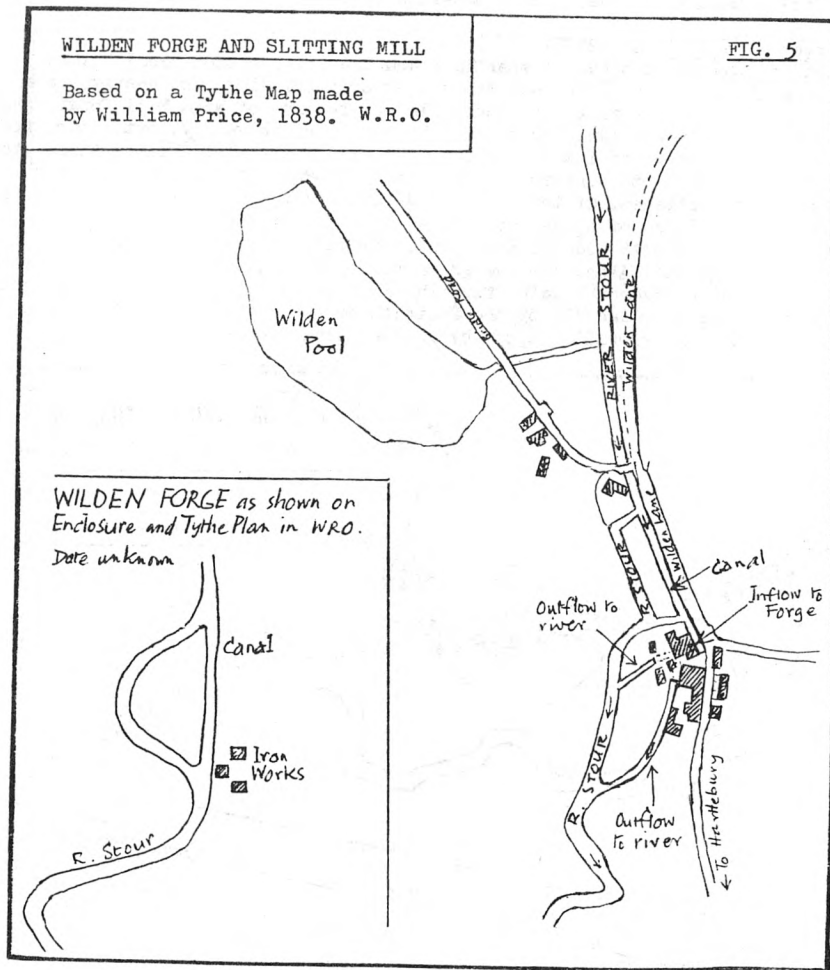 WILDEN FORGE AND SLITTING MILL
FIG. 5
Based on a Tythe Map made
by William Price, 1838. W.R.O.
RIVER STOUR
Wilden Lane
Bridle Road
Wilden
Pool
WILDEN FORGE as shown on
Enclosure and Tythe Plan in WRO.
Date unknown
Wilden Lane
R. STOUR
Canal
Outflow to
river
Inflow to
Forge
Canal
Iron
Works
R. STOUR
Outflow
to river
To Hartlebury
R. Stour